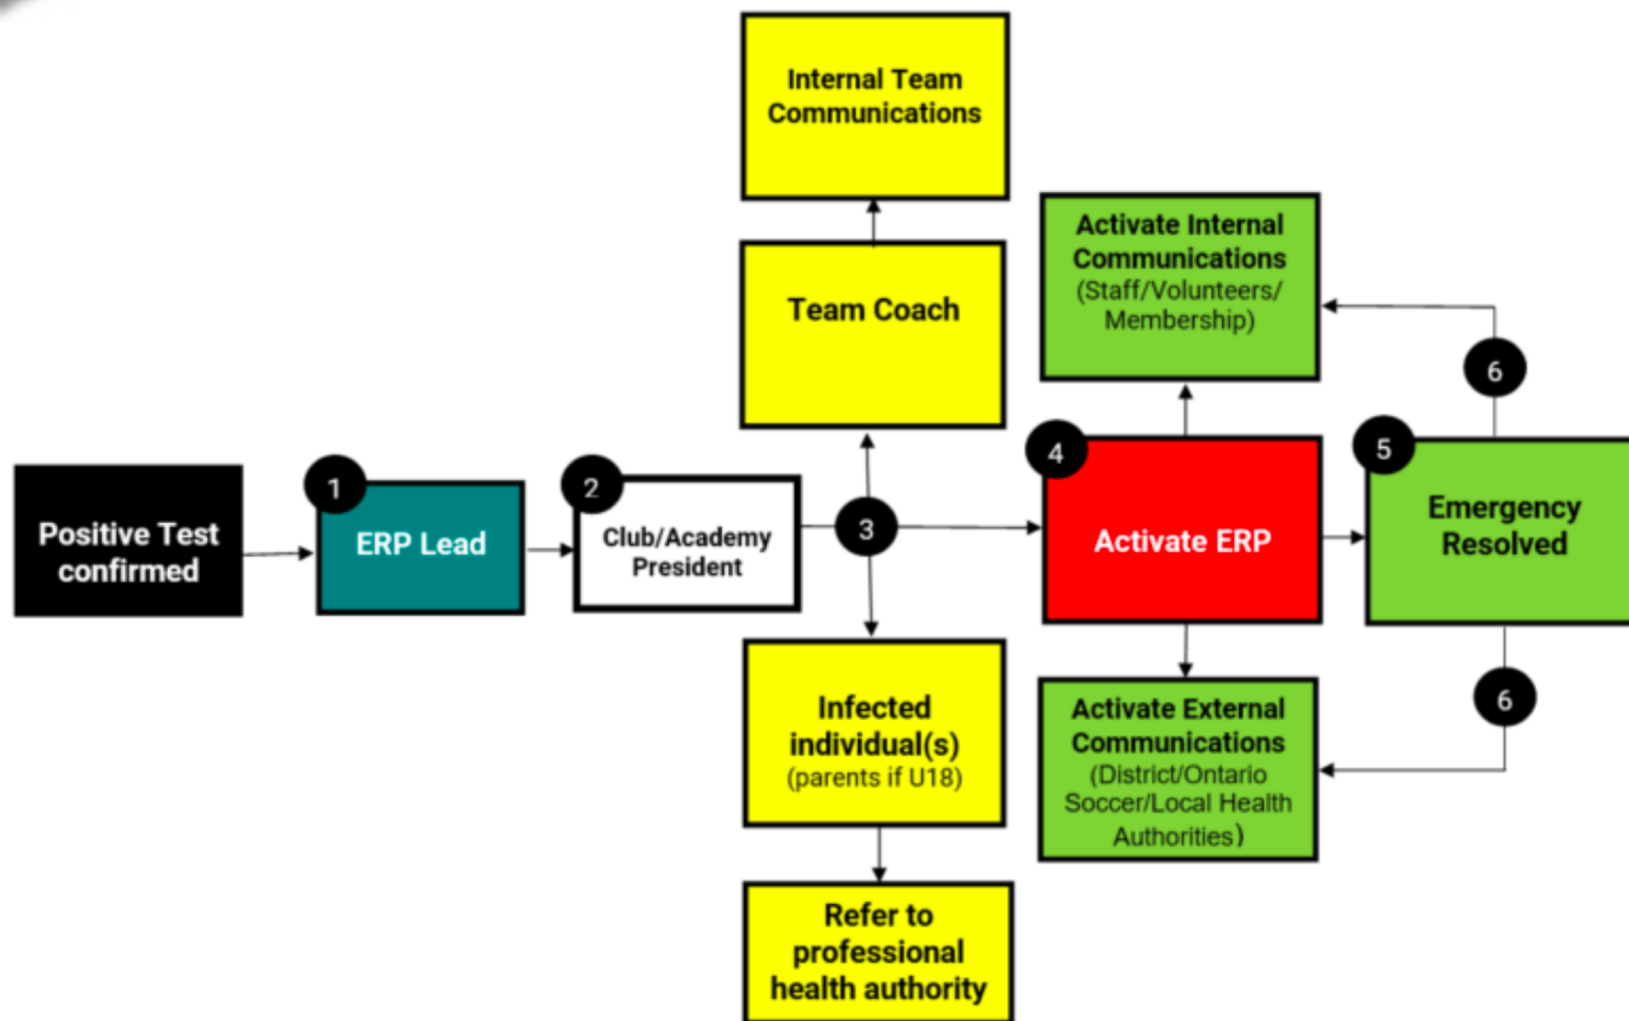 Internal Team
Communications
Team Coach
Activate Internal
Communications
(Staff/Volunteers/
Membership)
6
Positive Test
confirmed
1
ERP Lead
2
Club/Academy
President
3
4
Activate ERP
5
Emergency
Resolved
Infected
individual(s)
(parents if U18)
Activate External
Communications
(District/Ontario
Soccer/Local Health
Authorities)
6
Refer to
professional
health authority